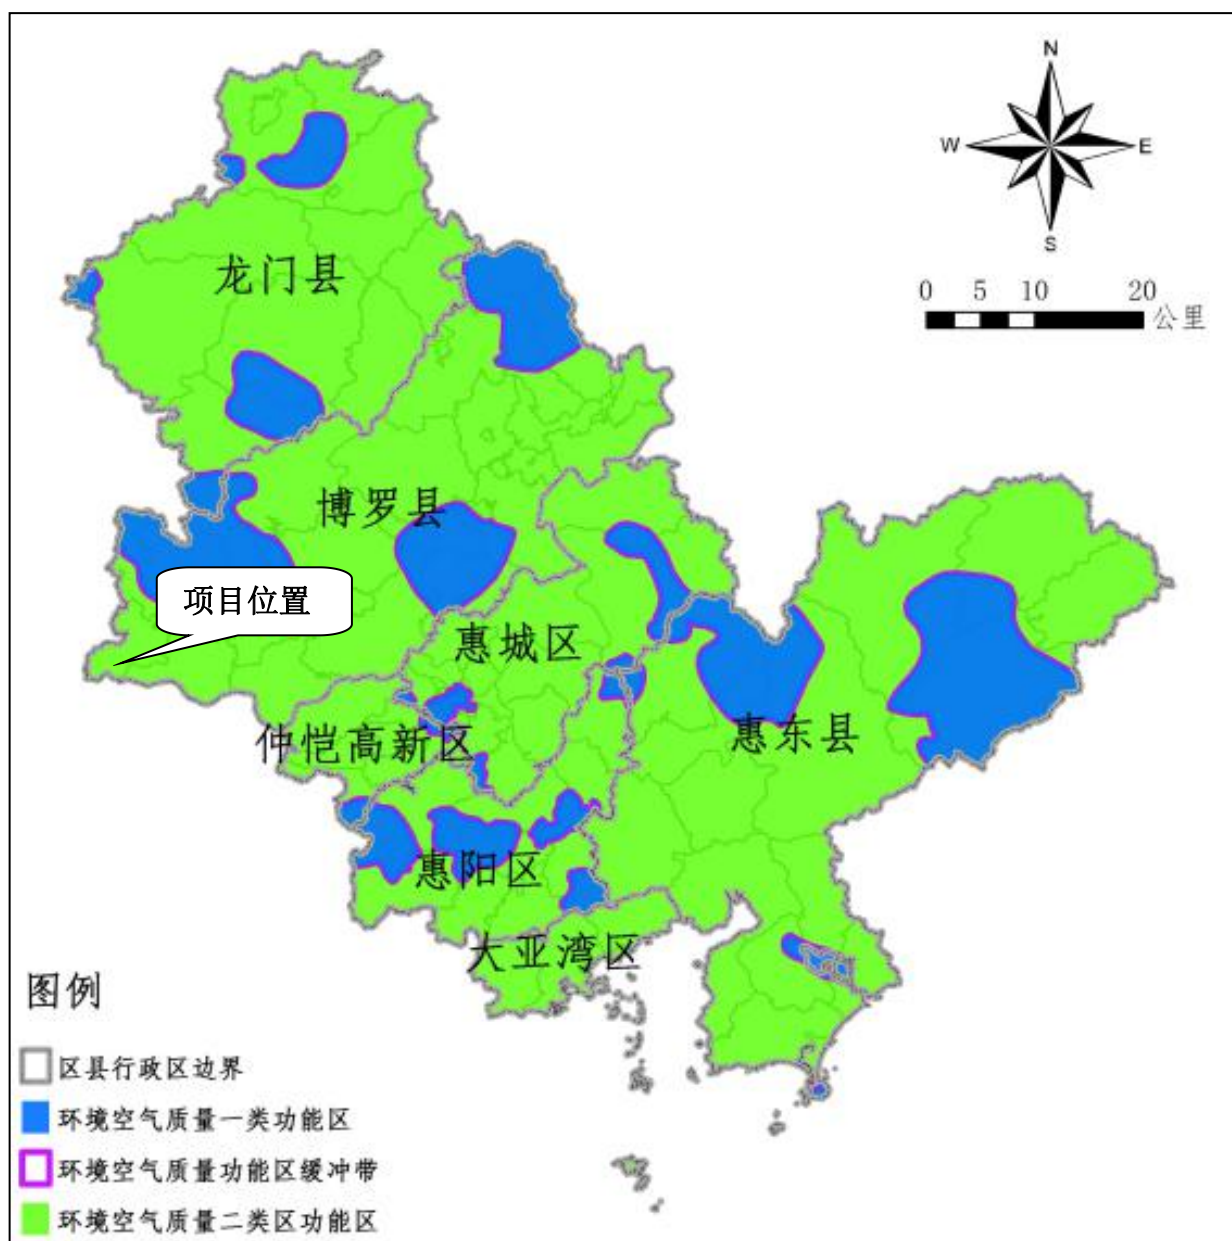 N
W
E
S
0 5 10 20
公里
龙门县
博罗县
项目位置
惠城区
仲恺高新区
惠东县
惠阳区
大亚湾区
图例
区县行政区边界
环境空气质量一类功能区
环境空气质量功能区缓冲带
环境空气质量二类区功能区